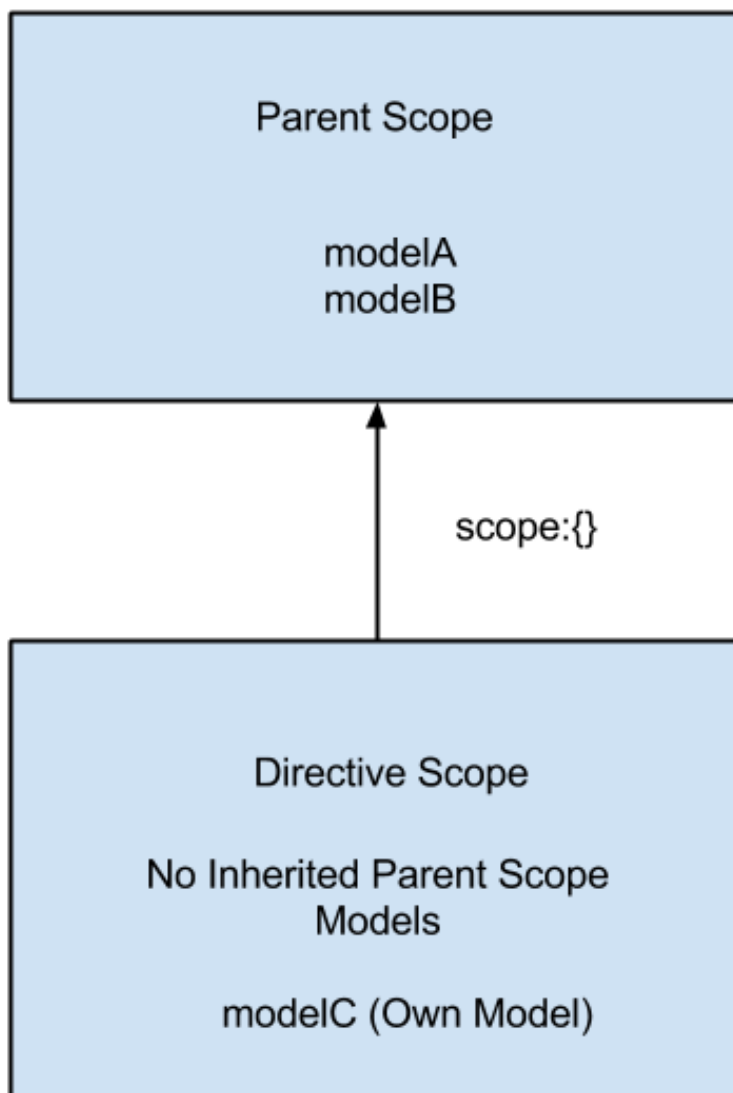 Parent Scope
modelA
modelB
scope:{}
Directive Scope
No Inherited Parent Scope
Models
modelC (Own Model)